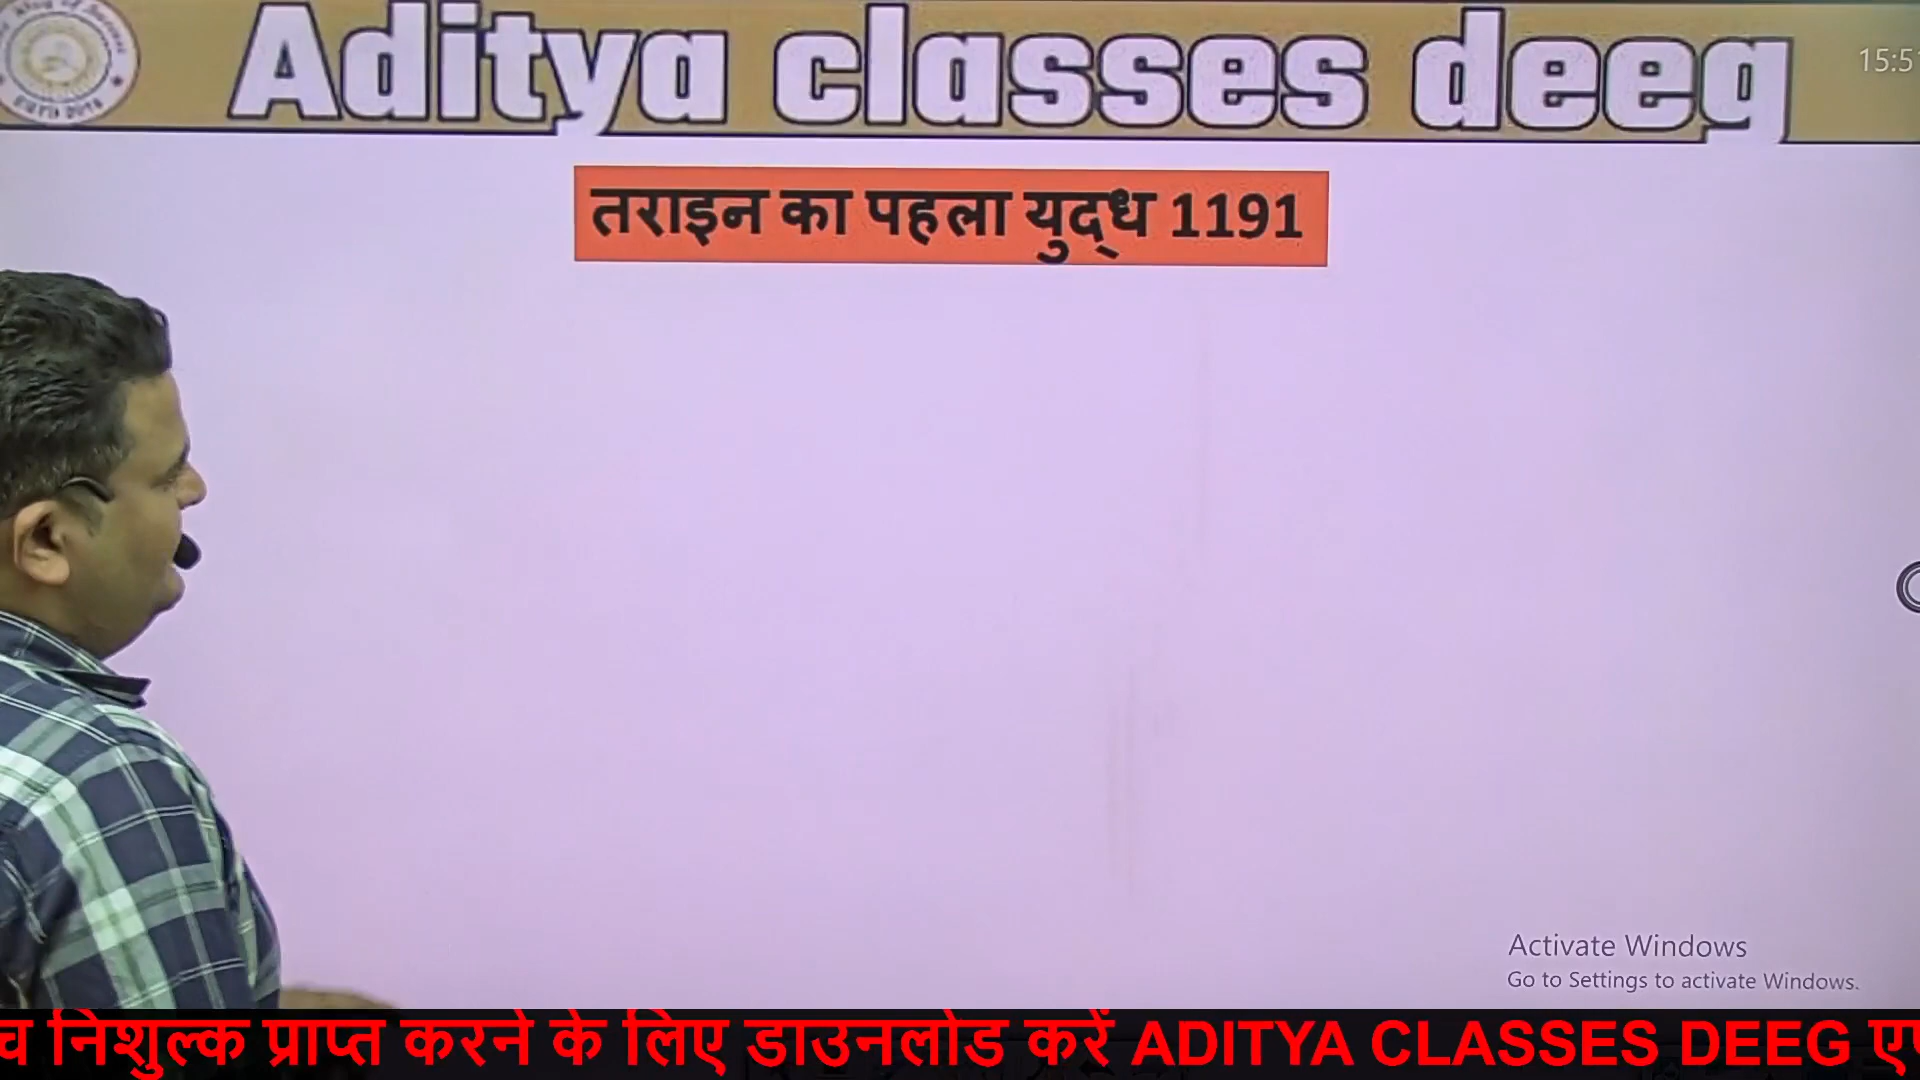 Aditya classes deeg
15:5
तराइन का पहला युद्ध 1191
Activate Windows
Go to Settings to activate Windows.
निशुल्क प्राप्त करने के लिए डाउनलोड करें ADITYA CLASSES DEEG